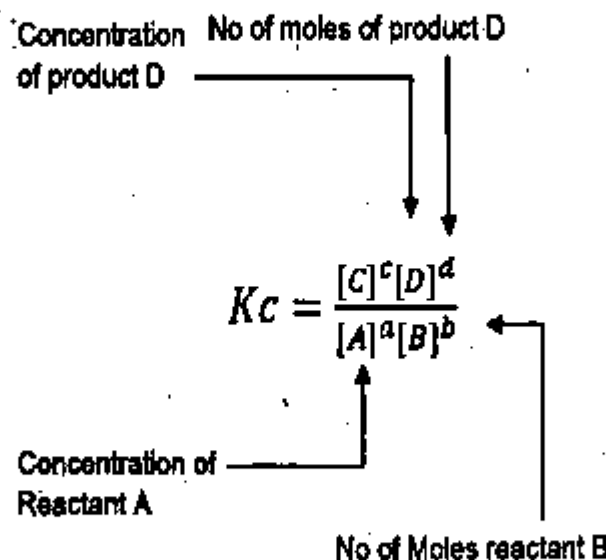 Concentration of product D
No of moles of product D
Kc = [C]^c[D]^d / [A]^a[B]^b
Concentration of
Reactant A
No of Moles reactant B